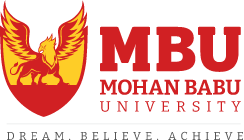 MBU
MOHAN BABU
UNIVERSITY
DREAM. BELIEVE. ACHIEVE